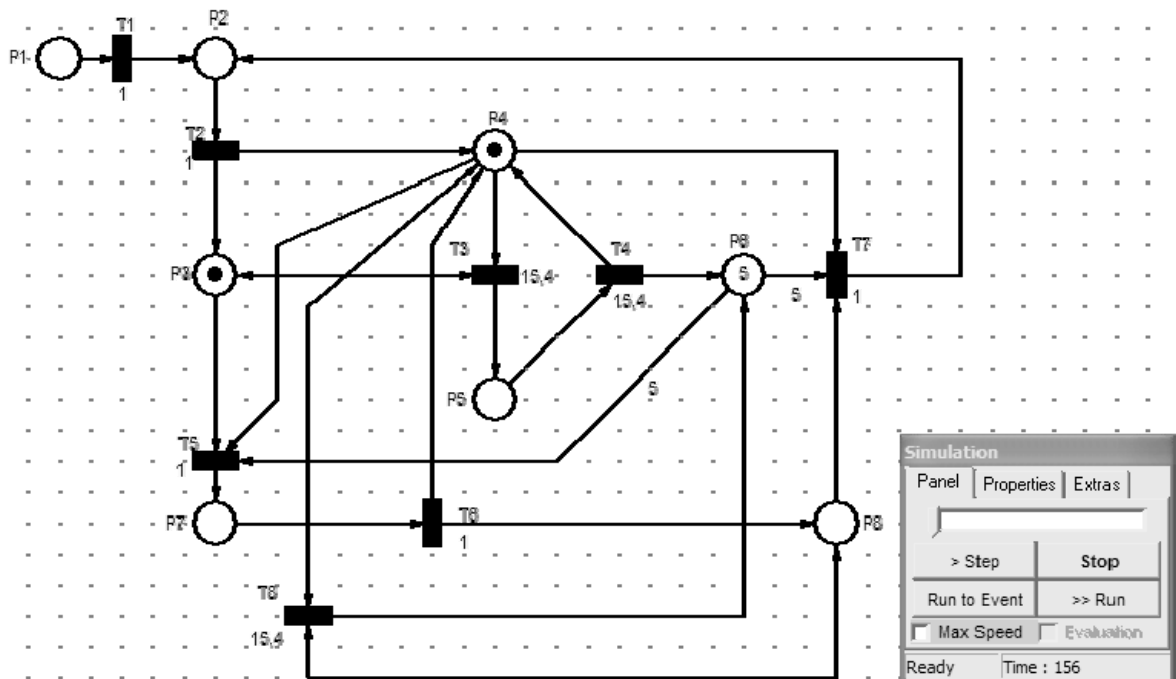 P2
T1
P1
1
P4
T2
1
P3
T3
15,4
T4
15,4
P6
5
5
T7
1
P5
5
T5
1
P7
T6
1
P8
T8
15,4
Simulation
Panel Properties Extras
> Step Stop
Run to Event >> Run
Max Speed Evaluation
Ready Time : 156